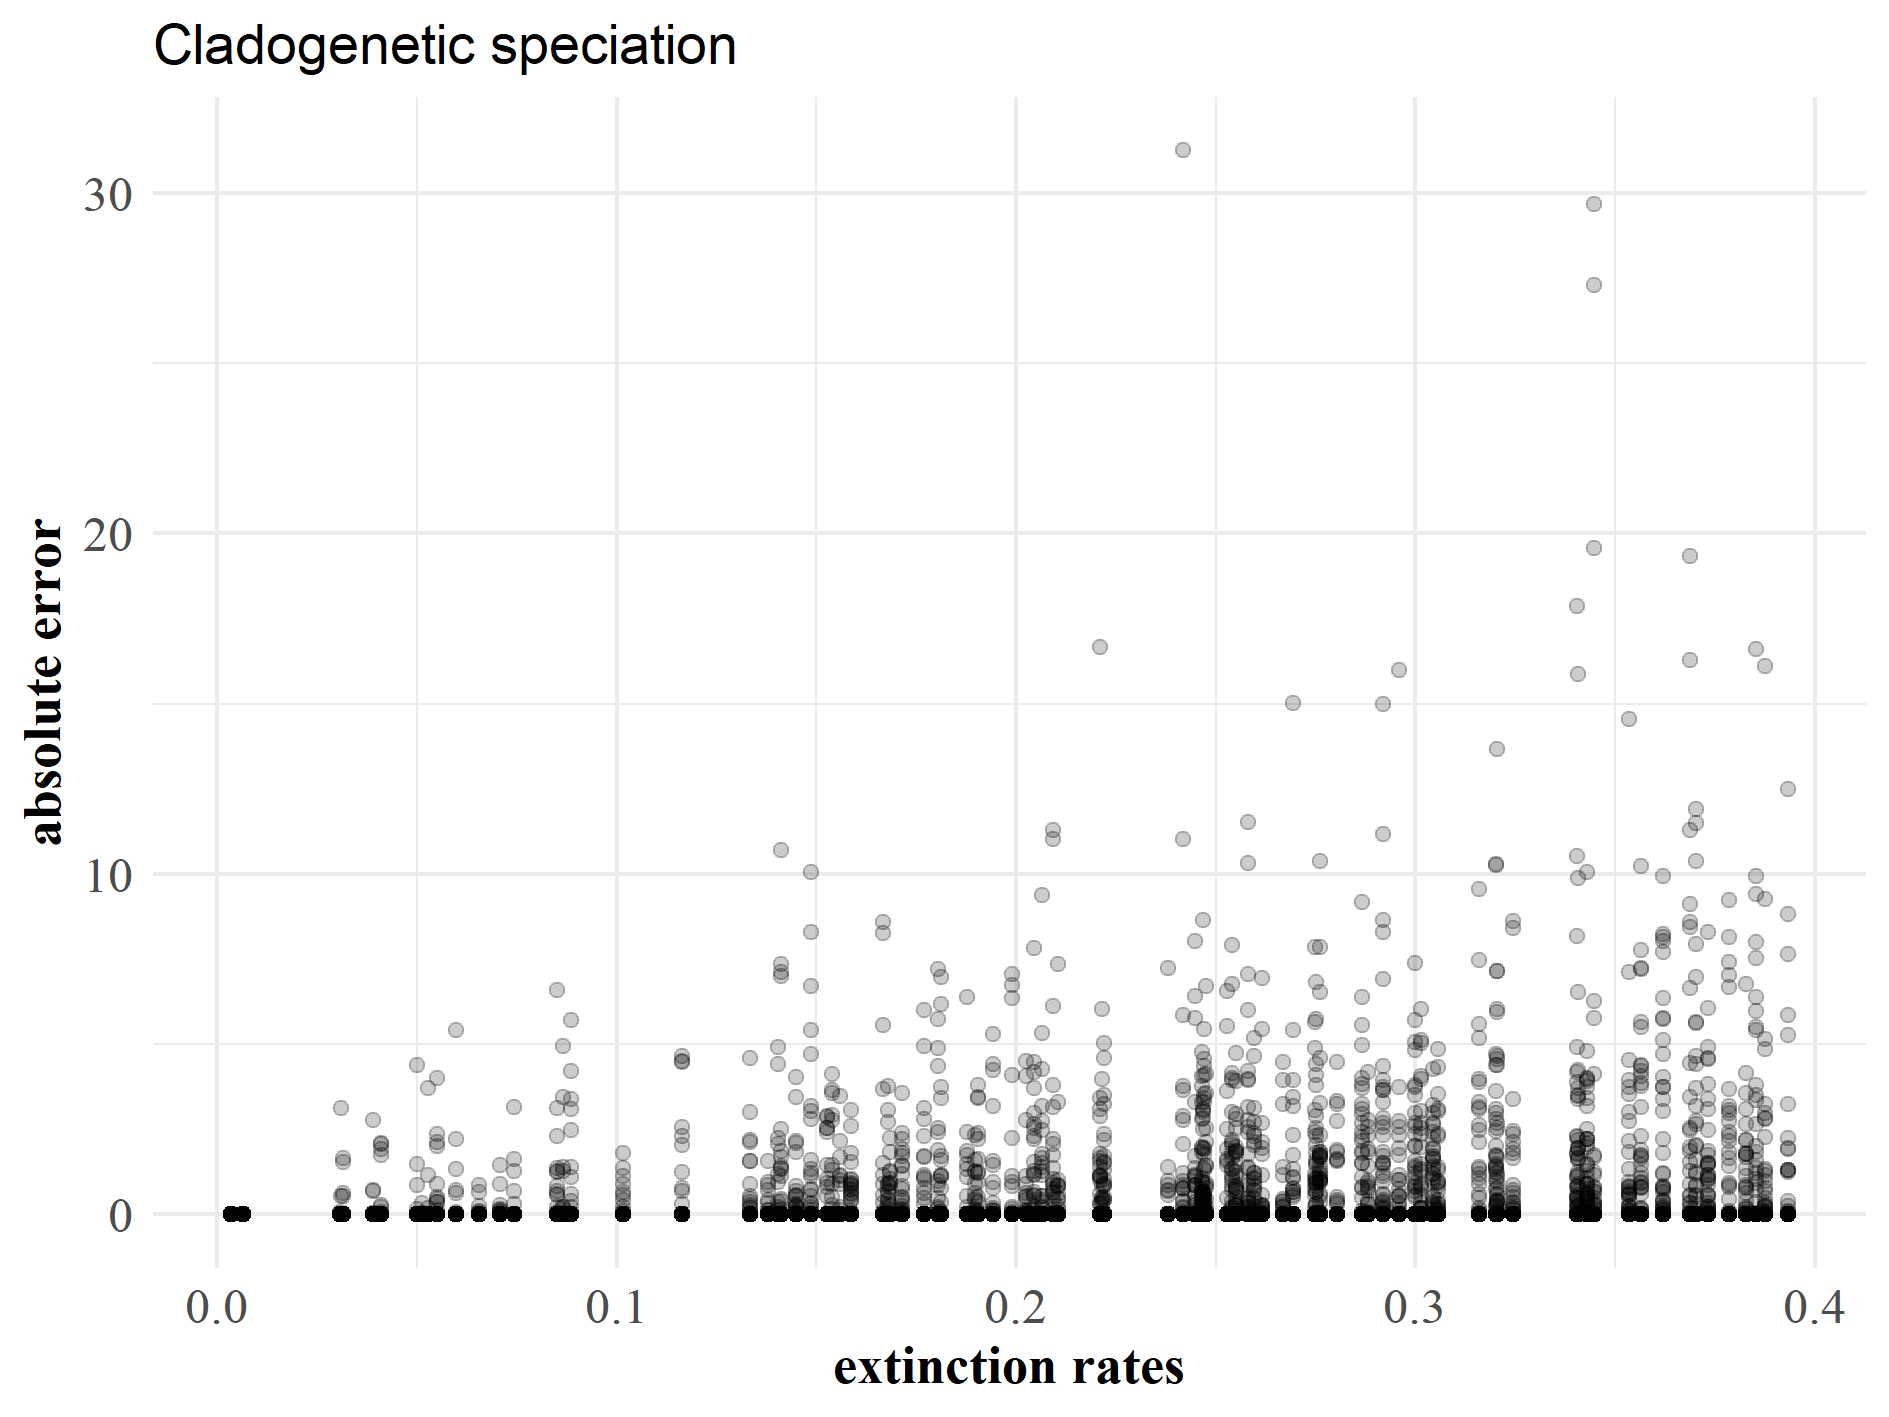 Cladogenetic speciation
30
20
10
0
absolute error
0.0 0.1 0.2 0.3 0.4
extinction rates